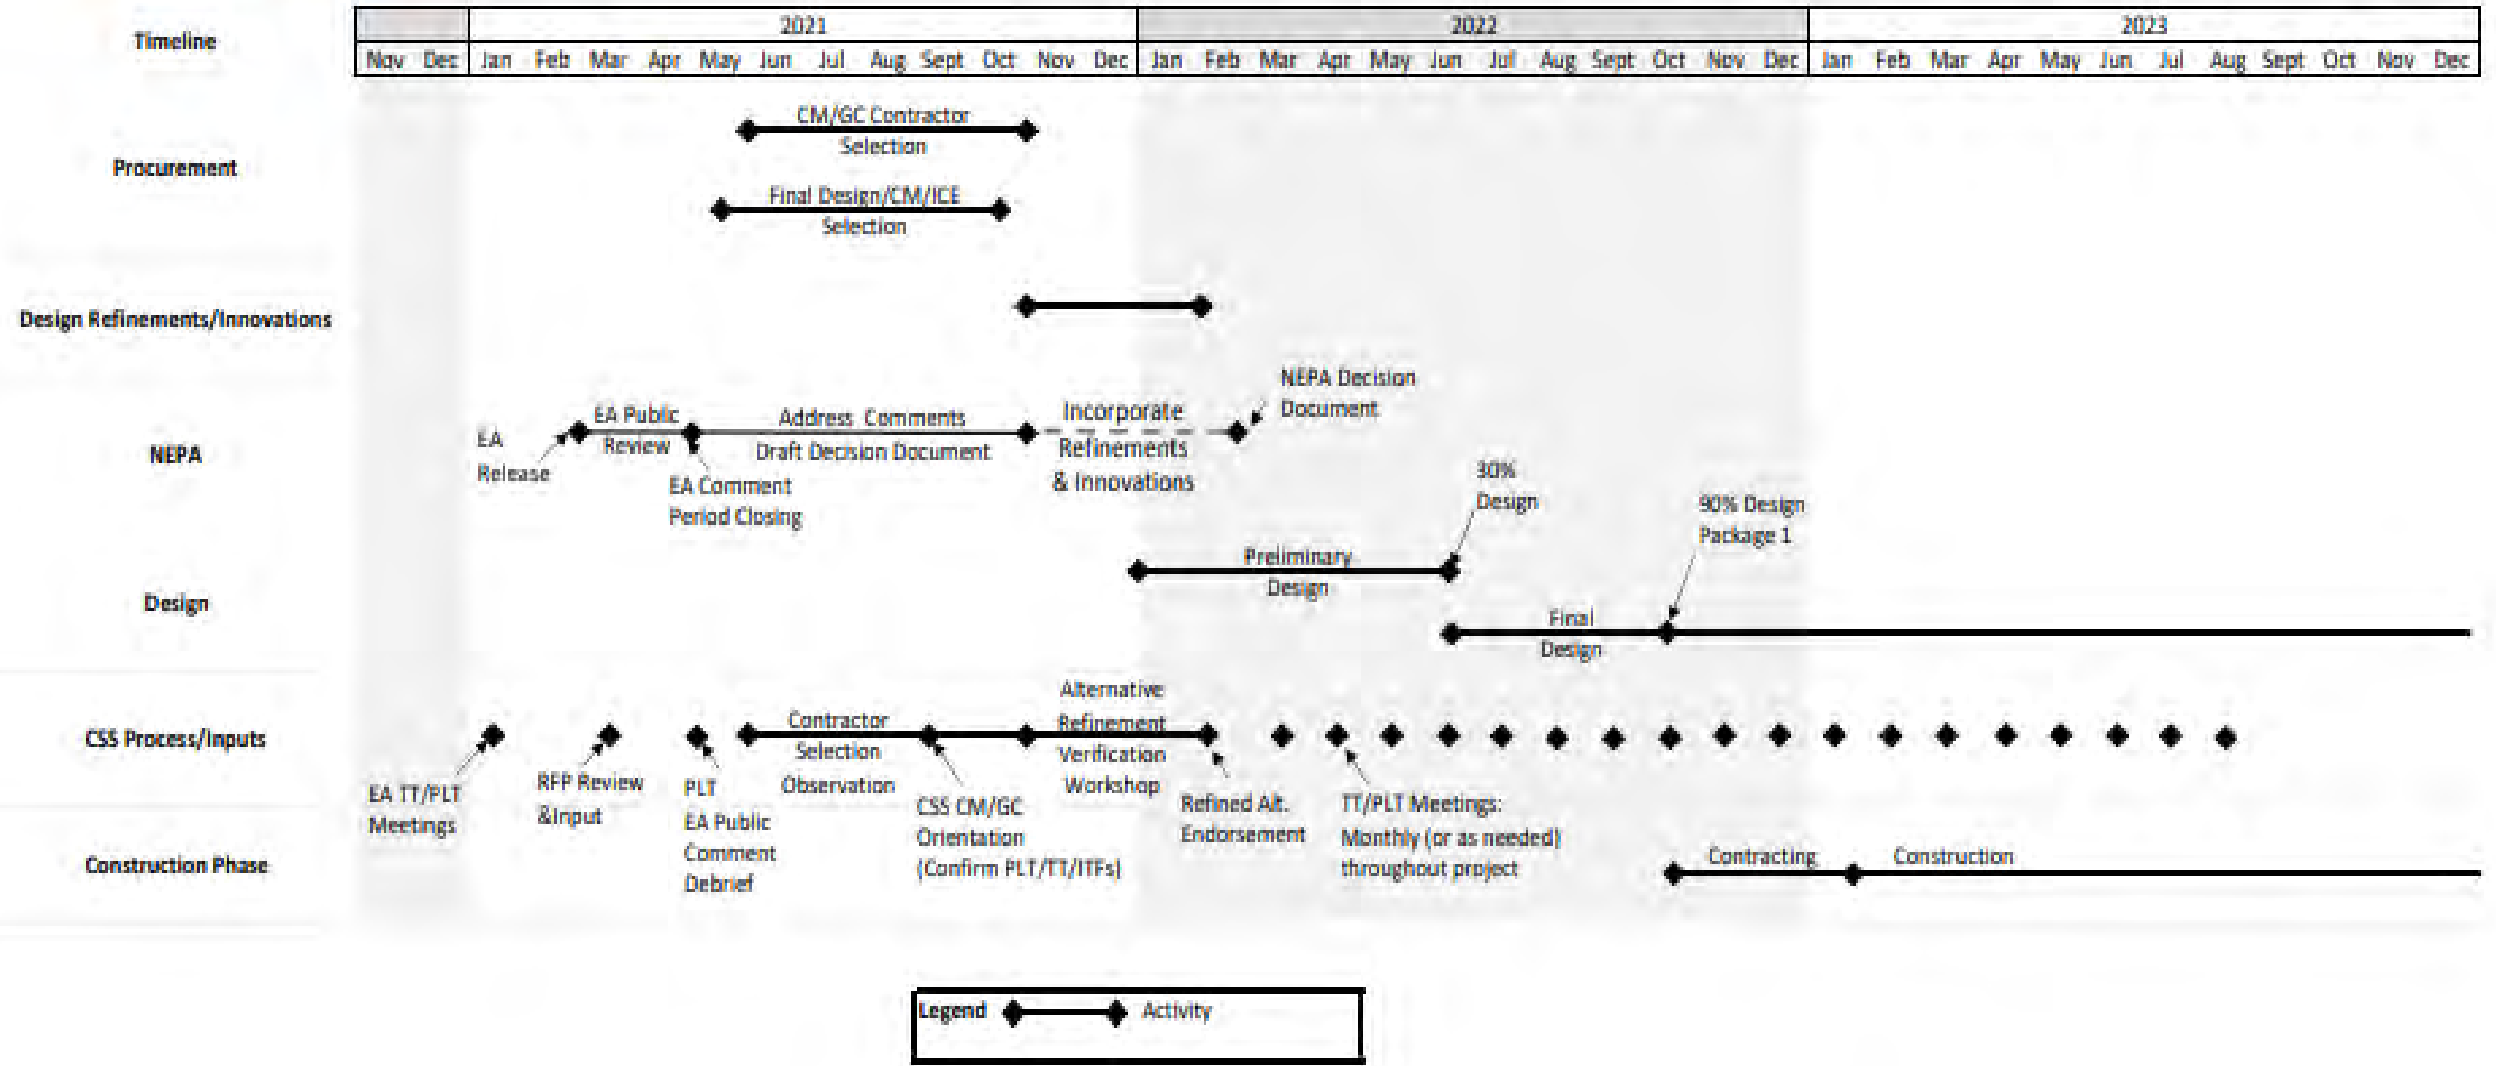 Timeline
2021
2022
2023
Nov Dec Jan Feb Mar Apr May Jun Jul Aug Sept Oct Nov Dec Jan Feb Mar Apr May Jun Jul Aug Sept Oct Nov Dec Jan Feb Mar Apr May Jun Jul Aug Sept Oct Nov Dec
Procurement
CM/GC Contractor
Selection
Final Design/CM/ICE
Selection
Design Refinements/Innovations
NEPA
EA
Release
EA Public
Review
EA Comment
Period Closing
Address Comments
Draft Decision Document
Incorporate
Refinements
& Innovations
NEPA Decision
Document
Design
Preliminary
Design
30%
Design
Final
Design
90% Design
Package 1
CSS Process/Inputs
EA TT/PLT
Meetings
RFP Review
&Input
PLT
EA Public
Comment
Debrief
Contractor
Selection
Observation
CSS CM/GC
Orientation
(Confirm PLT/TT/ITFs)
Alternative
Refinement
Verification
Workshop
Refined Alt.
Endorsement
TT/PLT Meetings:
Monthly (or as needed)
throughout project
Construction Phase
Contracting
Construction
Legend
Activity